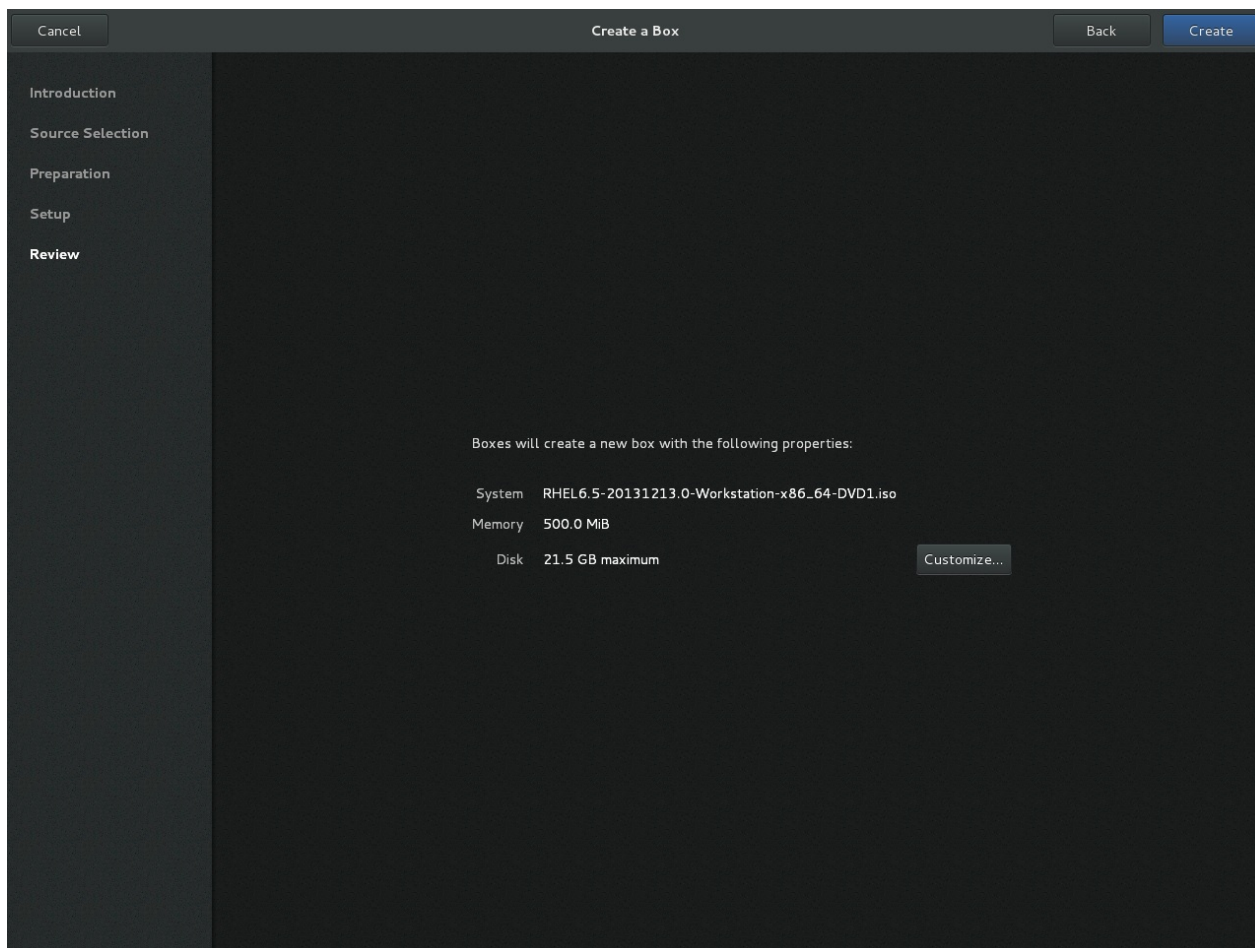 Cancel
Create a Box
Back
Create
Introduction
Source Selection
Preparation
Setup
Review
Boxes will create a new box with the following properties:
System RHEL6.5-20131213.0-Workstation-x86_64-DVD1.iso
Memory 500.0 MiB
Disk 21.5 GB maximum
Customize...